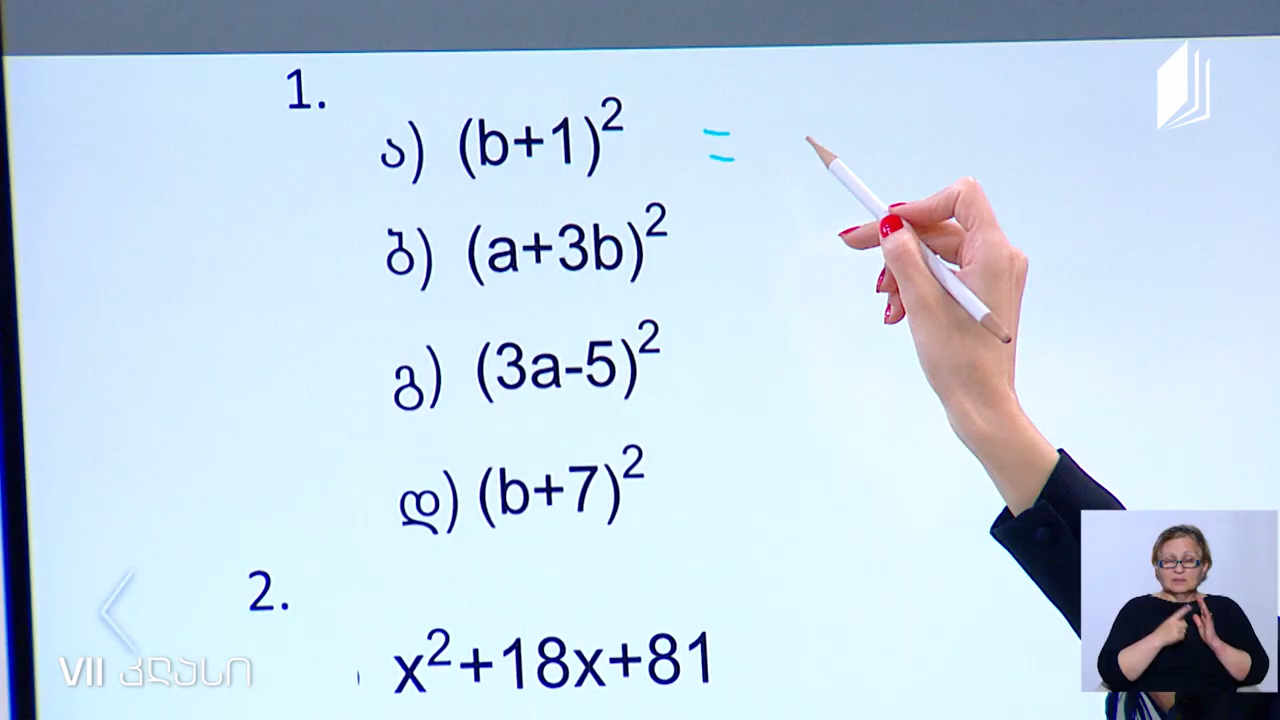 1.
ა) (b+1)² =
ბ) (a+3b)²
გ) (3a-5)²
დ) (b+7)²
2.
x²+18x+81
VII კლასი